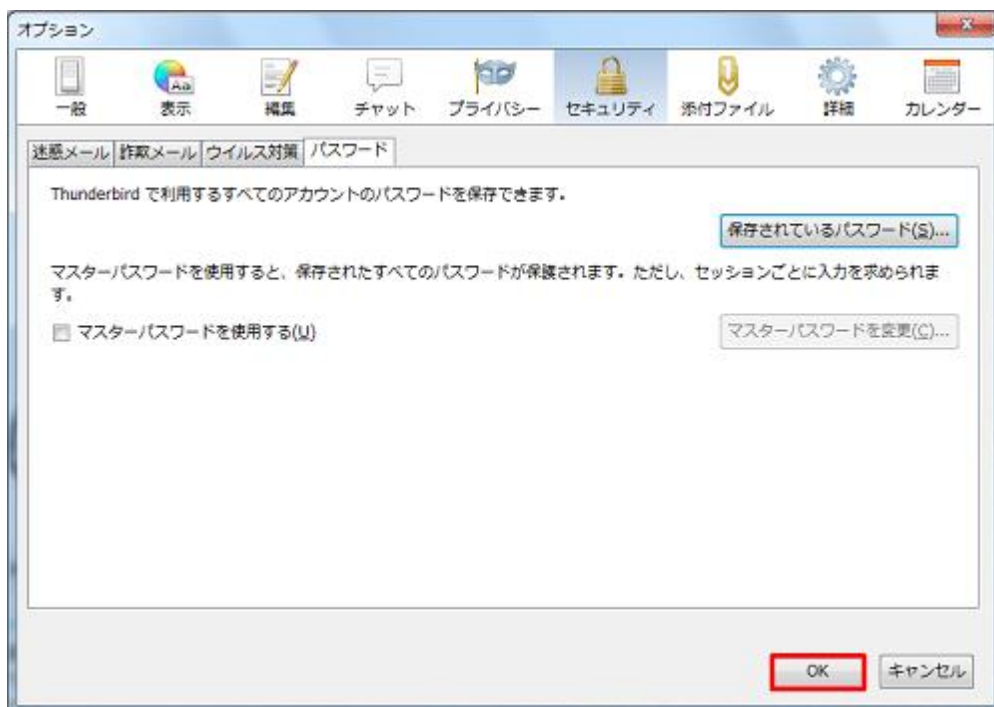 オプション
一般 表示 編集 チャット プライバシー セキュリティ 添付ファイル 詳細 カレンダー
迷惑メール 詐欺メール ウイルス対策 パスワード
Thunderbird で利用するすべてのアカウントのパスワードを保存できます。
保存されているパスワード(S)...
マスターパスワードを使用すると、保存されたすべてのパスワードが保護されます。ただし、セッションごとに入力を求められま
す。
マスターパスワードを使用する(U) マスターパスワードを変更(C)...
OK キャンセル